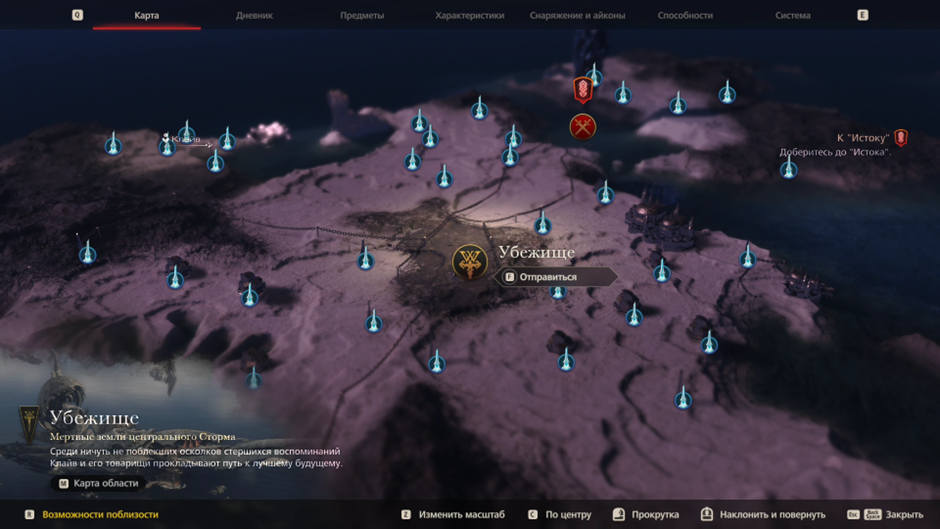 Q Карта Дневник Предметы Характеристики Снаряжение и айконы Способности Система E
Клайв
К "Истоку"
Доберитесь до "Истока".
Убежище
F Отправиться
Убежище
Мертвые земли центрального Сторма
Среди ничуть не поблекших осколков стершихся воспоминаний
Клайв и его товарищи прокладывают путь к лучшему будущему.
M Карта области
R Возможности поблизости Z Изменить масштаб C По центру Прокрутка Наклонить и повернуть Esc Back Space Закрыть